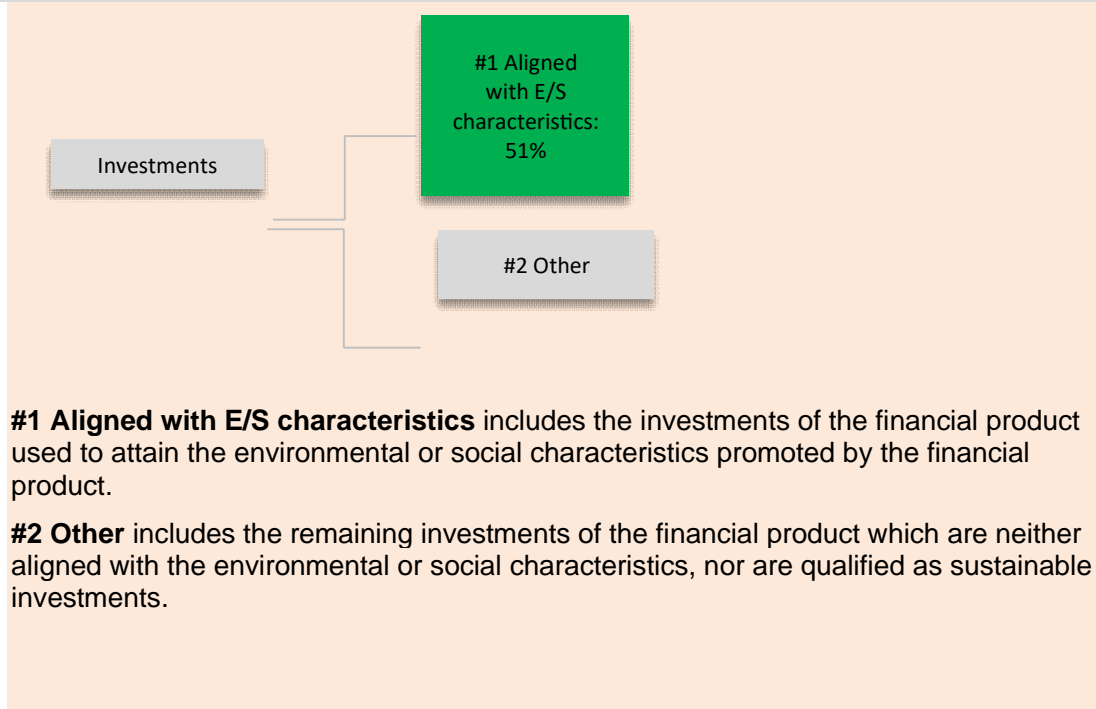 #1 Aligned
with E/S
characteristics:
51%
Investments
#2 Other
#1 Aligned with E/S characteristics includes the investments of the financial product
used to attain the environmental or social characteristics promoted by the financial
product.
#2 Other includes the remaining investments of the financial product which are neither
aligned with the environmental or social characteristics, nor are qualified as sustainable
investments.